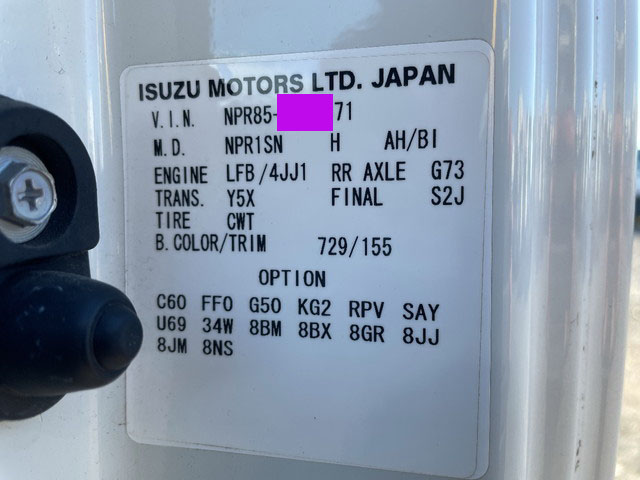 ISUZU MOTORS LTD. JAPAN
V.I.N. NPR85- 71
M.D. NPR1SN H AH/BI
ENGINE LFB/4JJ1 RR AXLE G73
TRANS. Y5X FINAL S2J
TIRE CWT
B.COLOR/TRIM 729/155
OPTION
C60 FF0 G50 KG2 RPV SAY
U69 34W 8BM 8BX 8GR 8JJ
8JM 8NS